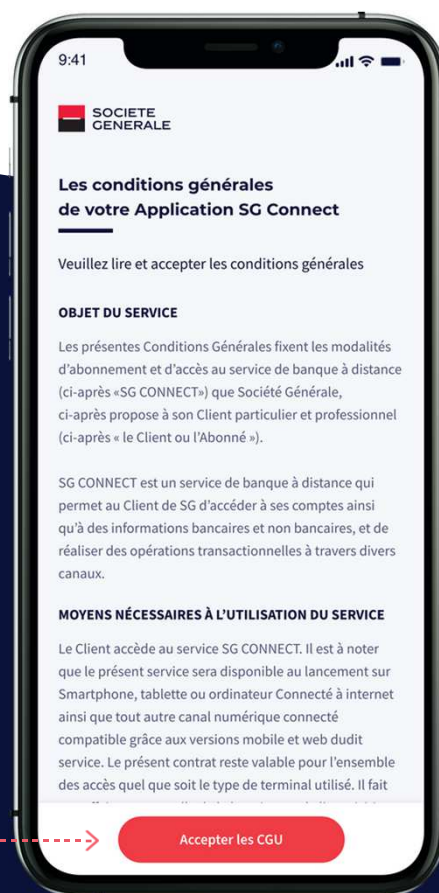 9:41
SOCIETE
GENERALE
Les conditions générales
de votre Application SG Connect
Veuillez lire et accepter les conditions générales
OBJET DU SERVICE
Les présentes Conditions Générales fixent les modalités
d'abonnement et d'accès au service de banque à distance
(ci-après «SG CONNECT») que Société Générale,
ci-après propose à son Client particulier et professionnel
(ci-après « le Client ou l'Abonné »).
SG CONNECT est un service de banque à distance qui
permet au Client de SG d'accéder à ses comptes ainsi
qu'à des informations bancaires et non bancaires, et de
réaliser des opérations transactionnelles à travers divers
canaux.
MOYENS NÉCESSAIRES À L'UTILISATION DU SERVICE
Le Client accède au service SG CONNECT. Il est à noter
que le présent service sera disponible au lancement sur
Smartphone, tablette ou ordinateur Connecté à internet
ainsi que tout autre canal numérique connecté
compatible grâce aux versions mobile et web dudit
service. Le présent contrat reste valable pour l'ensemble
des accès quel que soit le type de terminal utilisé. Il fait
Accepter les CGU